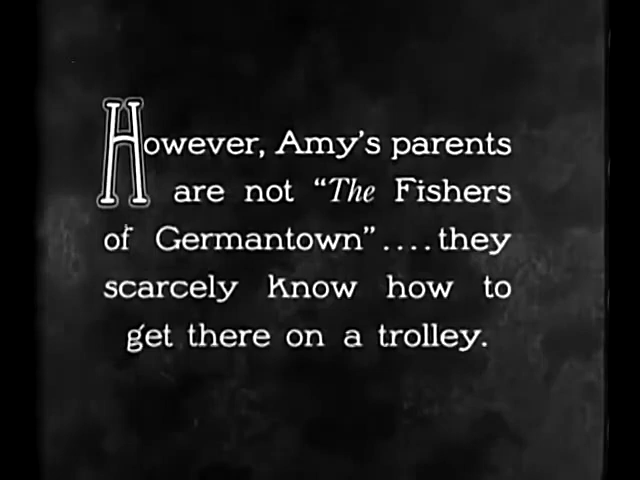 However, Amy's parents
are not "The Fishers
of Germantown"....they
scarcely know how to
get there on a trolley.